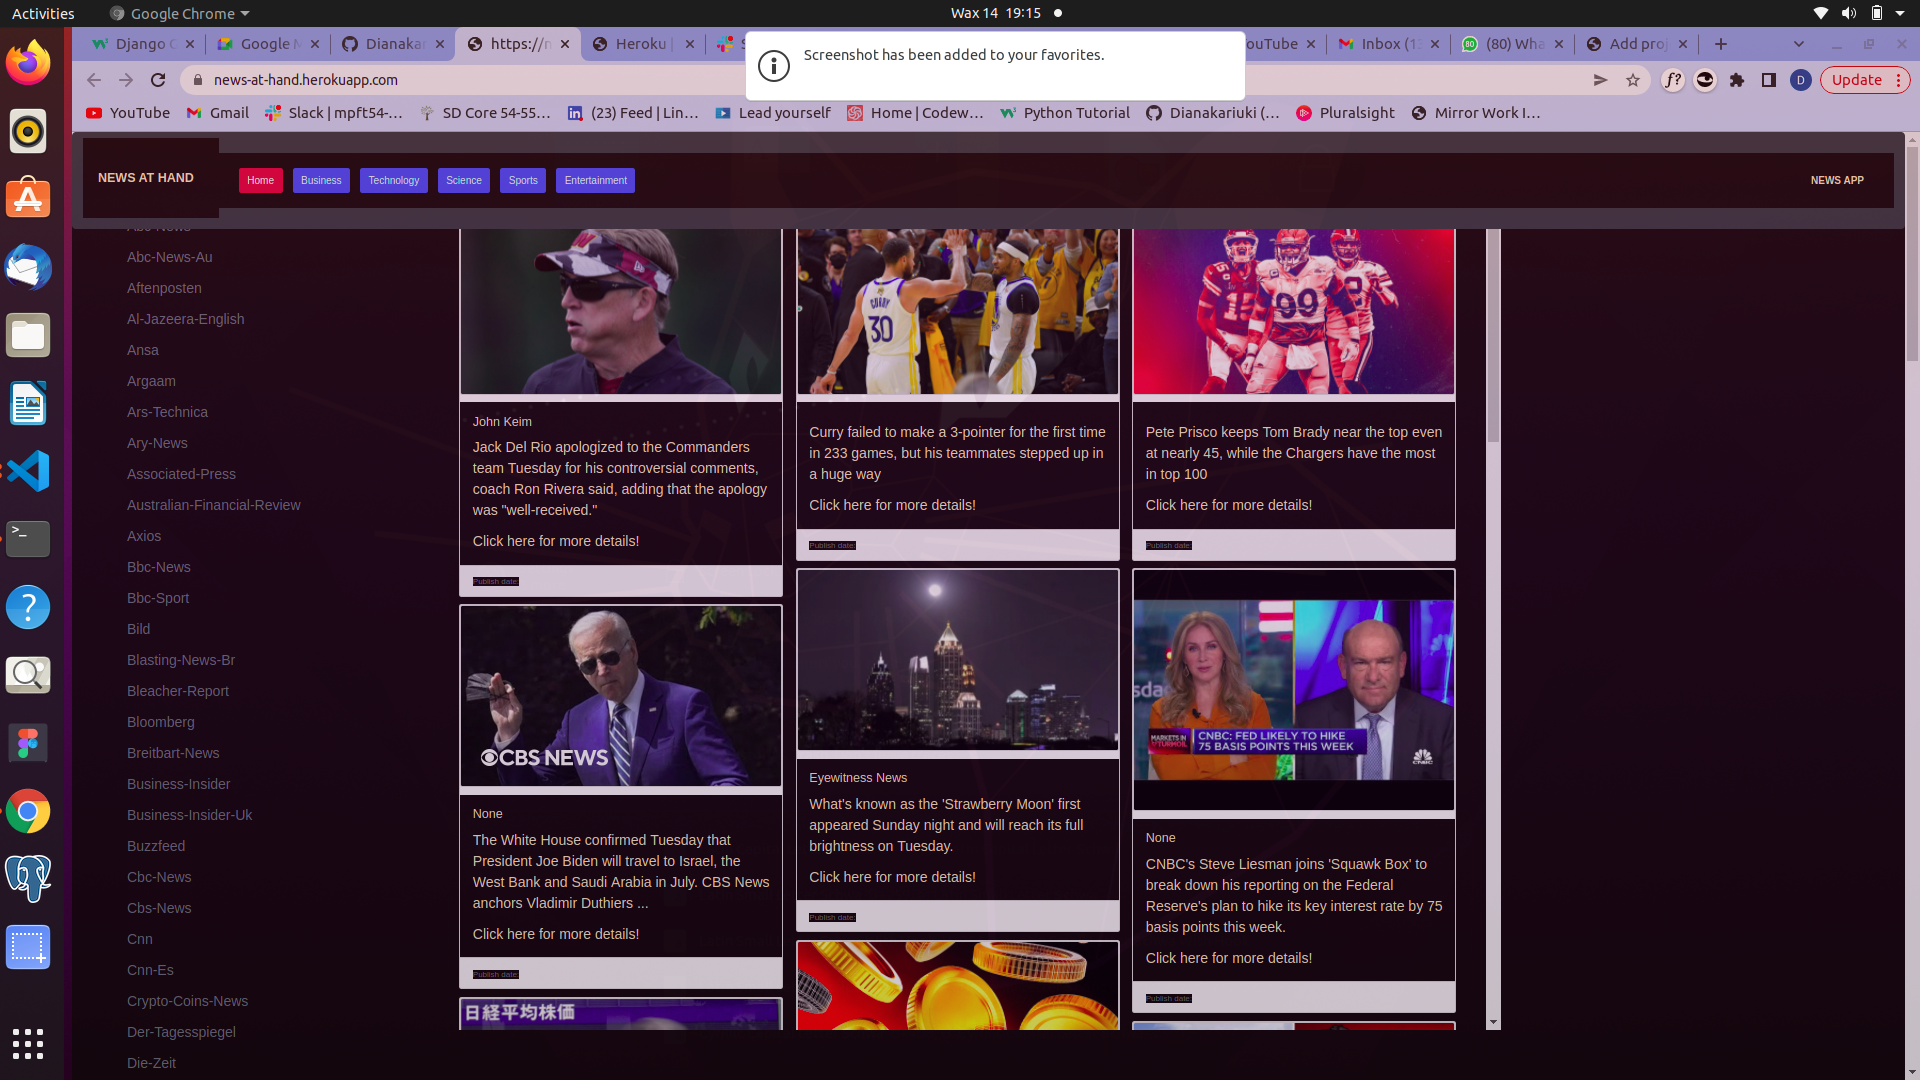 Activities
Google Chrome
Wax 14 19:15
Django
Google
Dianakar
https://n
Heroku |
YouTube
Inbox (1
(80) Wha
Add proj
Screenshot has been added to your favorites.
news-at-hand.herokuapp.com
f?
D
Update
YouTube
Gmail
Slack | mpft54-...
SD Core 54-55...
(23) Feed | Lin...
Lead yourself
Home | Codew...
Python Tutorial
Dianakariuki (...
Pluralsight
Mirror Work I...
NEWS AT HAND
Home
Business
Technology
Science
Sports
Entertainment
NEWS APP
Abc-News
Abc-News-Au
Aftenposten
Al-Jazeera-English
Ansa
Argaam
Ars-Technica
Ary-News
Associated-Press
Australian-Financial-Review
Axios
Bbc-News
Bbc-Sport
Bild
Blasting-News-Br
Bleacher-Report
Bloomberg
Breitbart-News
Business-Insider
Business-Insider-Uk
Buzzfeed
Cbc-News
Cbs-News
Cnn
Cnn-Es
Crypto-Coins-News
Der-Tagesspiegel
Die-Zeit
John Keim
Jack Del Rio apologized to the Commanders
team Tuesday for his controversial comments,
coach Ron Rivera said, adding that the apology
was "well-received."
Click here for more details!
Publish date:
CBS NEWS
None
The White House confirmed Tuesday that
President Joe Biden will travel to Israel, the
West Bank and Saudi Arabia in July. CBS News
anchors Vladimir Duthiers ...
Click here for more details!
Publish date:
日経平均株価
CURRY
30
Curry failed to make a 3-pointer for the first time
in 233 games, but his teammates stepped up in
a huge way
Click here for more details!
Publish date:
Eyewitness News
What's known as the 'Strawberry Moon' first
appeared Sunday night and will reach its full
brightness on Tuesday.
Click here for more details!
Publish date:
15
99
Pete Prisco keeps Tom Brady near the top even
at nearly 45, while the Chargers have the most
in top 100
Click here for more details!
Publish date:
sda
MARKETS IN
TURMOIL
CNBC: FED LIKELY TO HIKE
75 BASIS POINTS THIS WEEK
CNBC
None
CNBC's Steve Liesman joins 'Squawk Box' to
break down his reporting on the Federal
Reserve's plan to hike its key interest rate by 75
basis points this week.
Click here for more details!
Publish date: